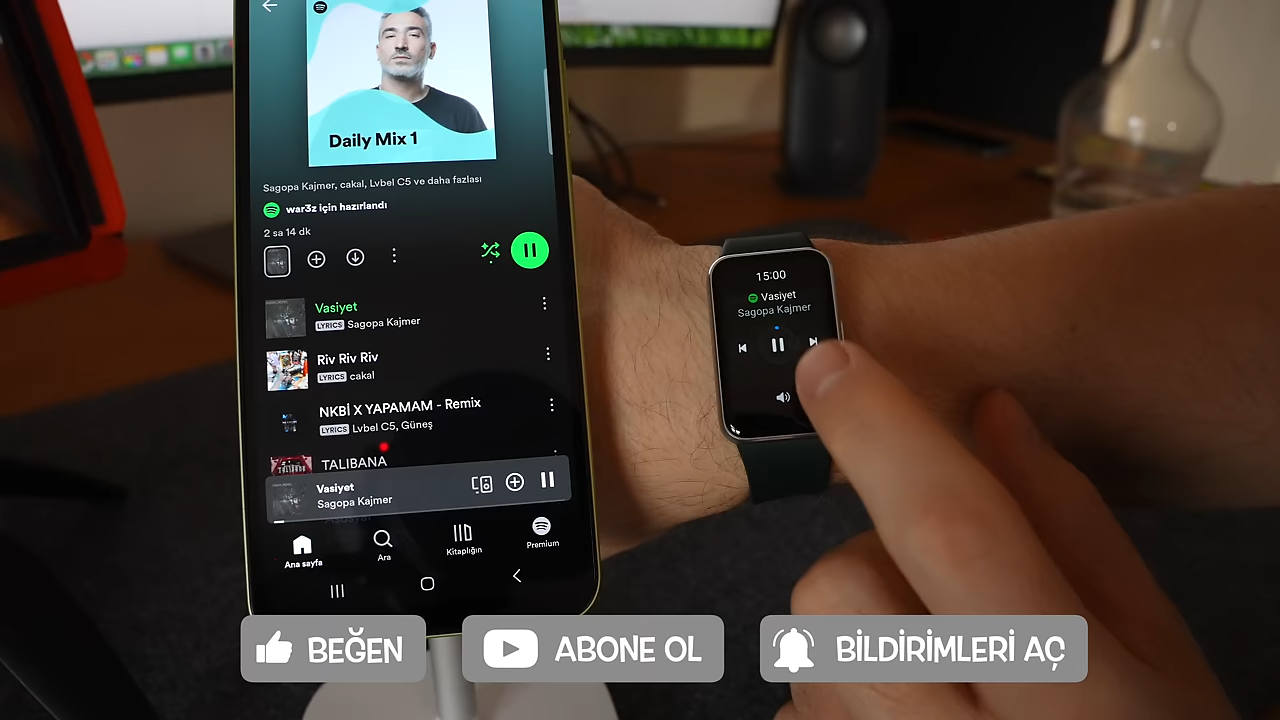 Daily Mix 1
Sagopa Kajmer, cakal, Lvbel C5 ve daha fazlası
war3z için hazırlandı
2 sa 14 dk
Vasiyet
LYRICS Sagopa Kajmer
Riv Riv Riv
LYRICS cakal
NKBİ X YAPAMAM - Remix
LYRICS Lvbel C5, Güneş
TALIBANA
Vasiyet
Sagopa Kajmer
Ana sayfa
Ara
Kitaplığın
Premium
15:00
Vasiyet
Sagopa Kajmer
BEĞEN
ABONE OL
BİLDİRİMLERİ AÇ